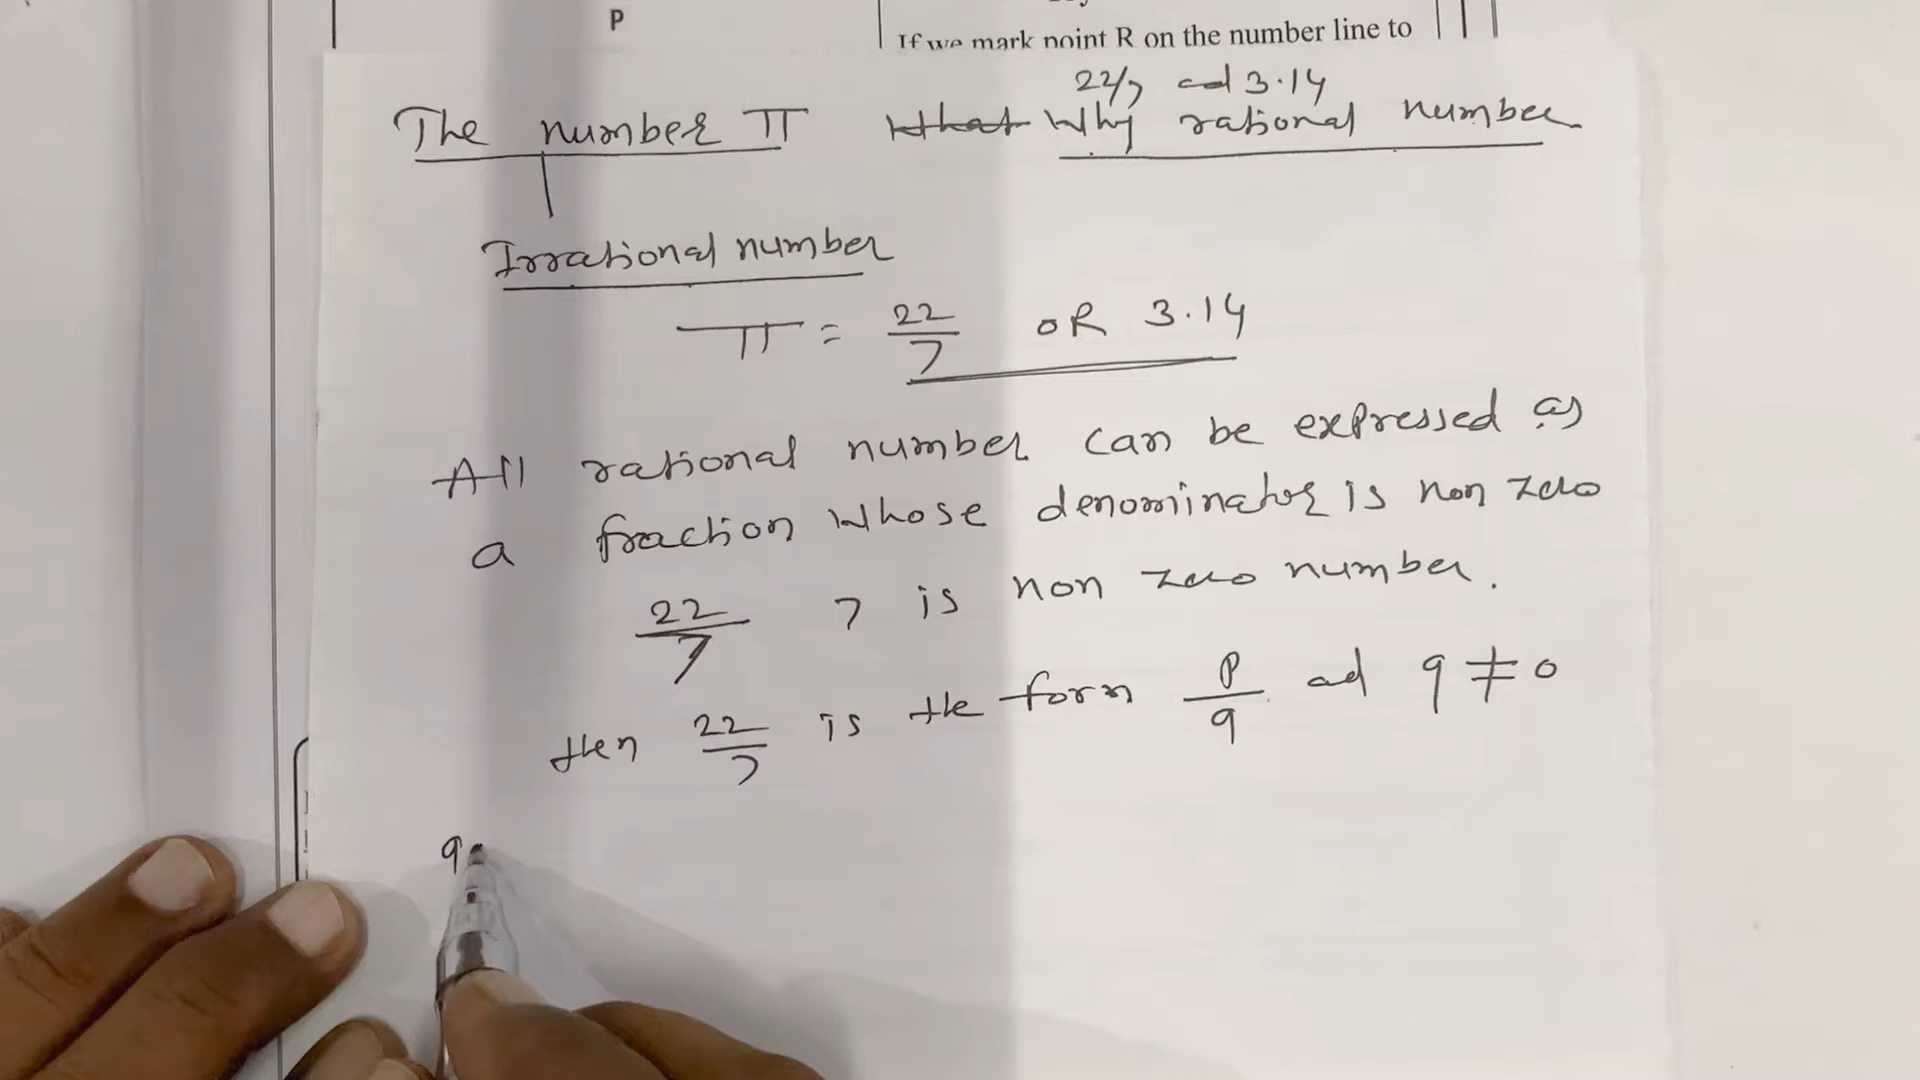 P
If we mark point R on the number line to
22/7 ad 3.14
The number π What Why rational number
Irrational number
π = 22/7 OR 3.14
All rational number can be expressed as
a fraction whose denominator is non zero
22/7 7 is non zero number.
then 22/7 is the form P/q ad q ≠ 0
q